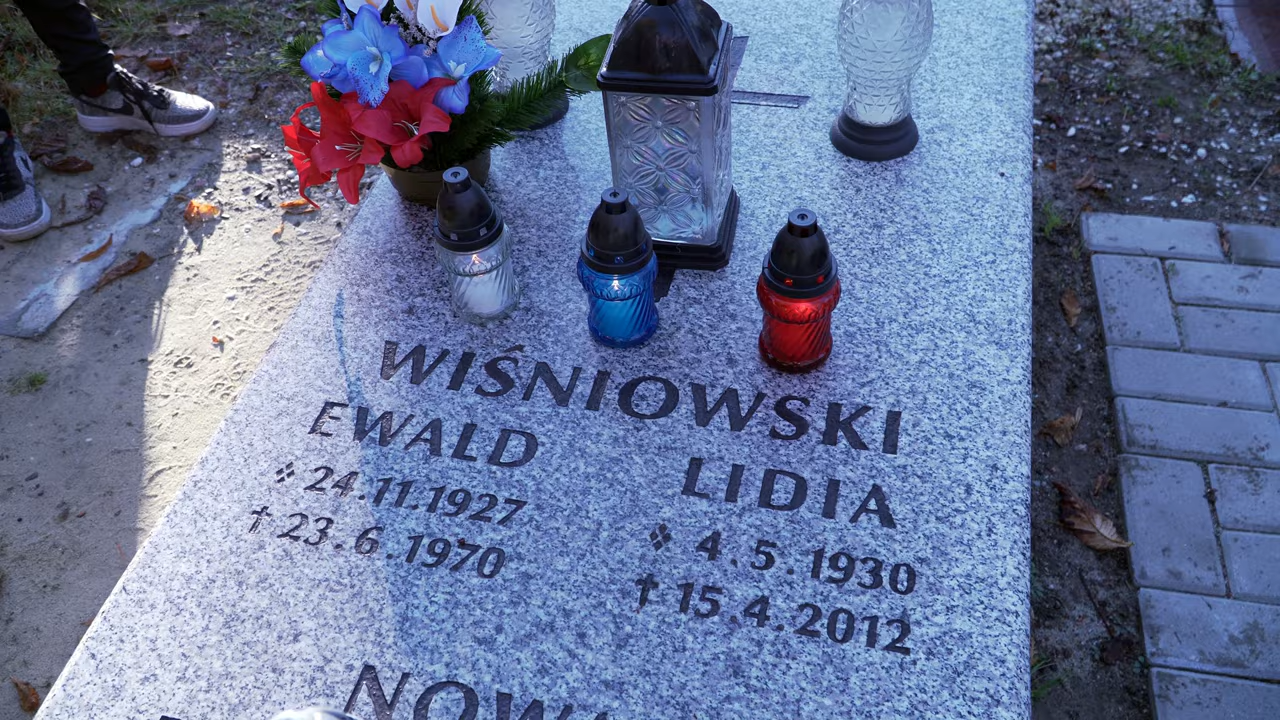 WIŚNIOWSKI
EWALD
24.11.1927
† 23.6.1970
LIDIA
4.5.1930
† 15.4.2012